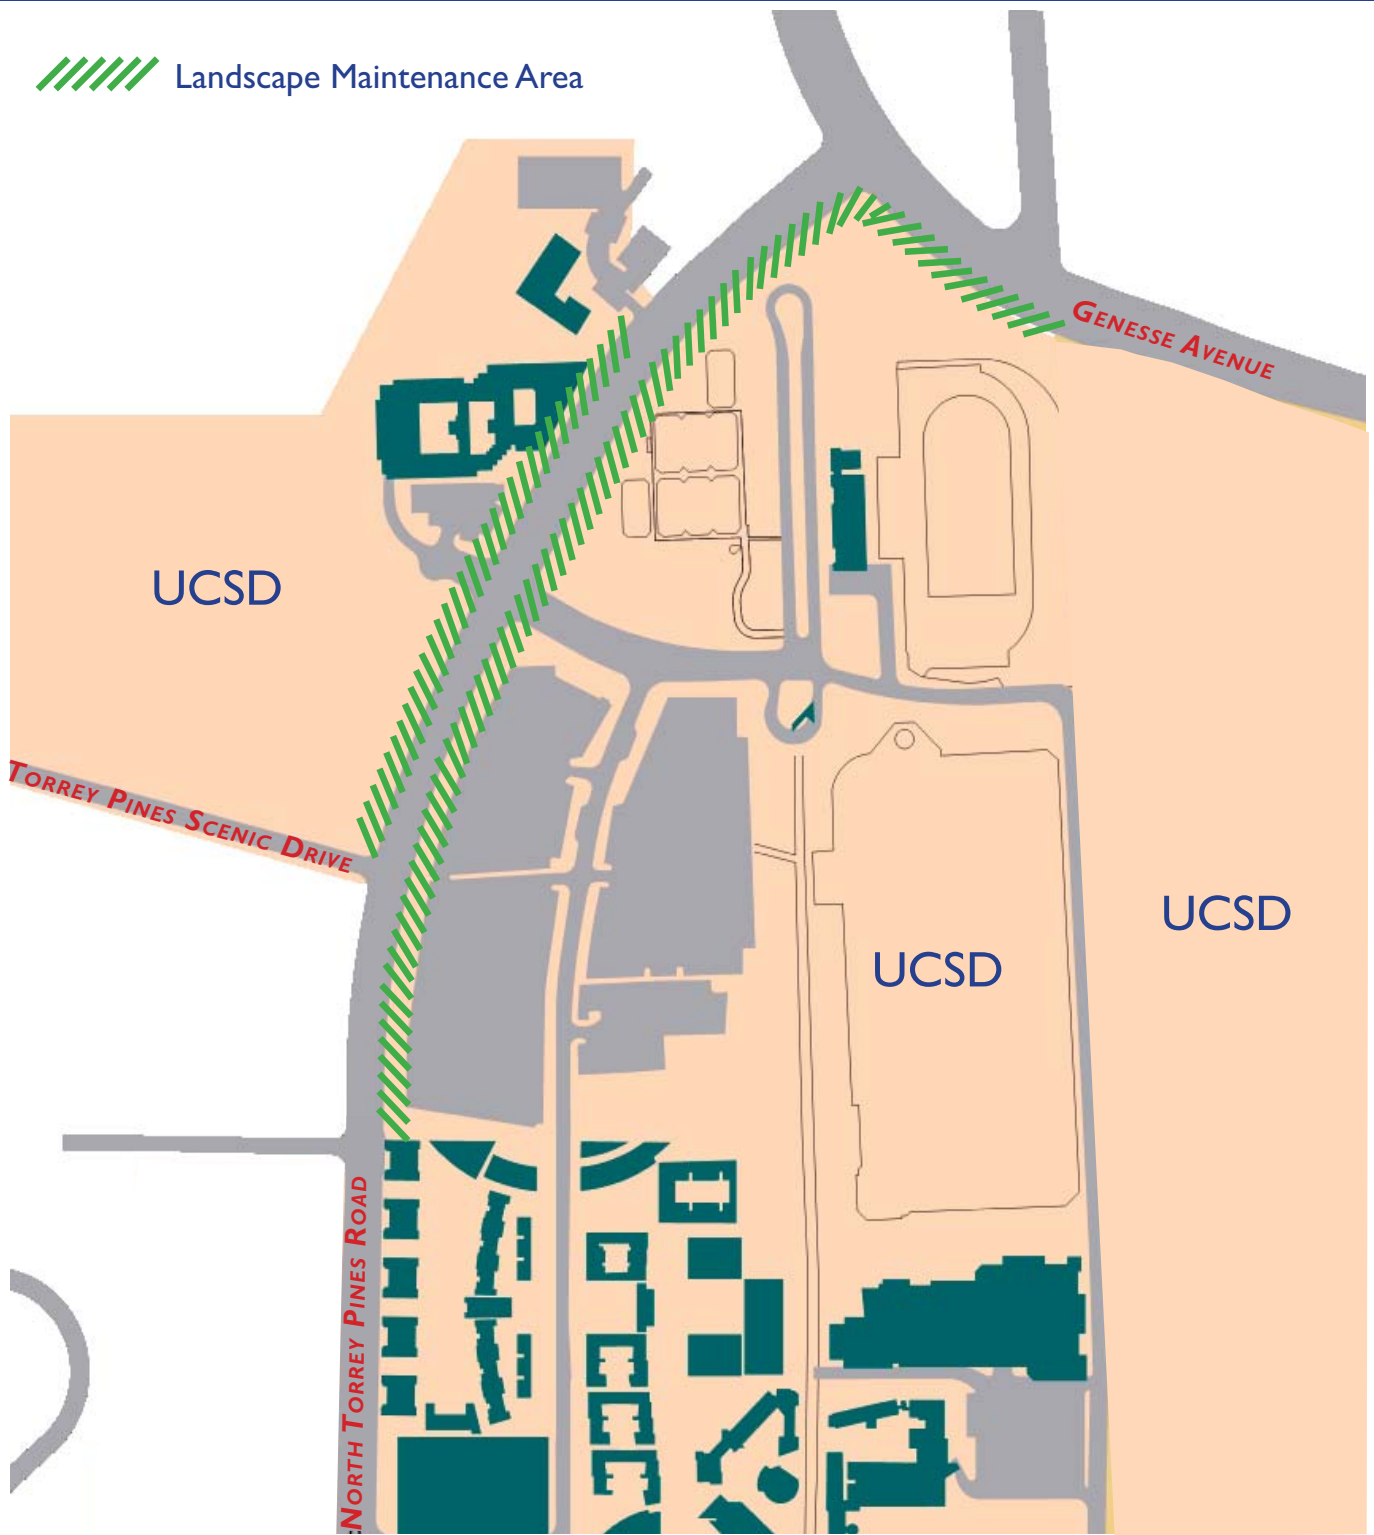 Landscape Maintenance Area
GENESSE AVENUE
UCSD
TORREY PINES SCENIC DRIVE
UCSD
UCSD
NORTH TORREY PINES ROAD